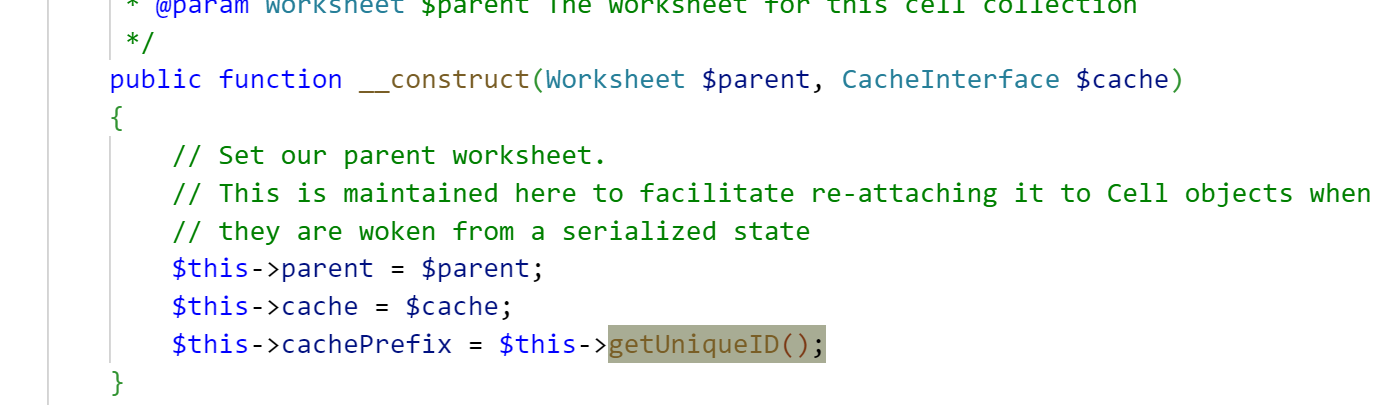 * @param Worksheet $parent The worksheet for this cell collection
*/
public function __construct(Worksheet $parent, CacheInterface $cache)
{
// Set our parent worksheet.
// This is maintained here to facilitate re-attaching it to Cell objects when
// they are woken from a serialized state
$this->parent = $parent;
$this->cache = $cache;
$this->cachePrefix = $this->getUniqueID();
}